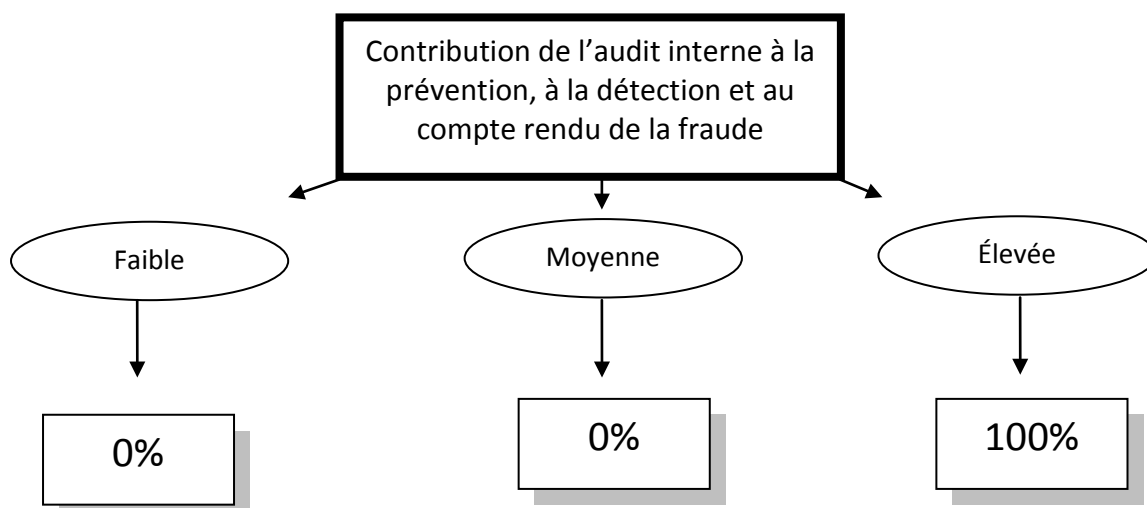 Contribution de l’audit interne à la
prévention, à la détection et au
compte rendu de la fraude
Faible
Moyenne
Élevée
0%
0%
100%